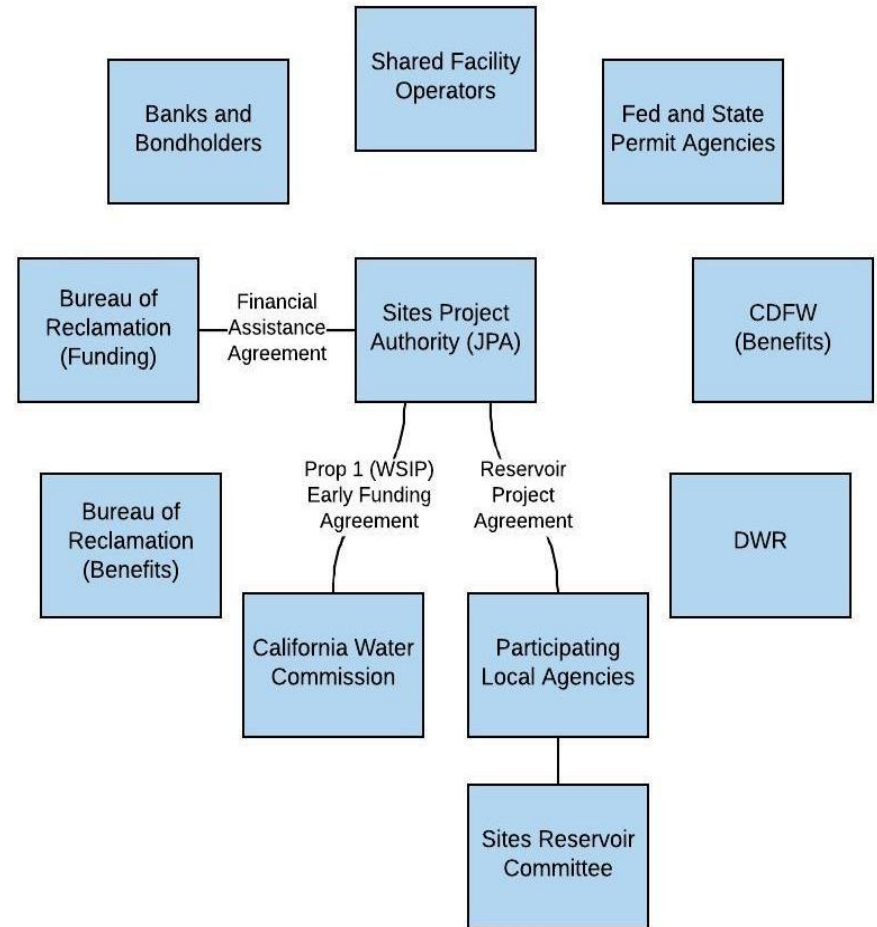 Shared Facility
Operators
Banks and
Bondholders
Fed and State
Permit Agencies
Bureau of
Reclamation
(Funding)
Financial
Assistance
Agreement
Sites Project
Authority (JPA)
CDFW
(Benefits)
Prop 1 (WSIP)
Early Funding
Agreement
Reservoir
Project
Agreement
Bureau of
Reclamation
(Benefits)
DWR
California Water
Commission
Participating
Local Agencies
Sites Reservoir
Committee